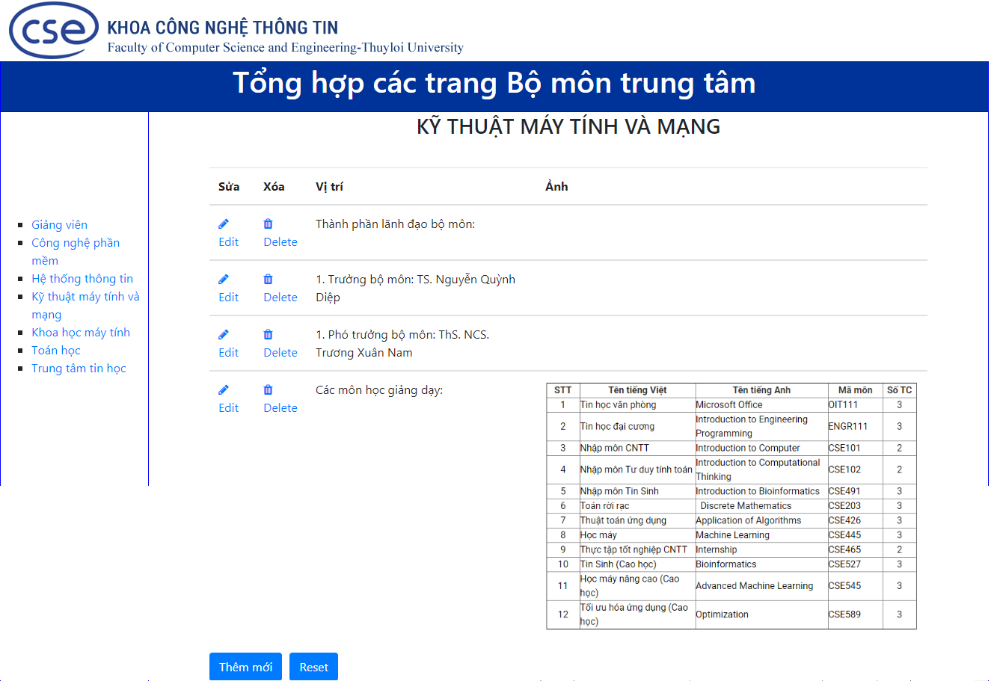 cse
KHOA CÔNG NGHỆ THÔNG TIN
Faculty of Computer Science and Engineering-Thuyloi University
Tổng hợp các trang Bộ môn trung tâm
Giảng viên
Công nghệ phần
mềm
Hệ thống thông tin
Kỹ thuật máy tính và
mạng
Khoa học máy tính
Toán học
Trung tâm tin học
KỸ THUẬT MÁY TÍNH VÀ MẠNG
Sửa Xóa Vị trí Ảnh
Edit Delete Thành phần lãnh đạo bộ môn:
Edit Delete 1. Trưởng bộ môn: TS. Nguyễn Quỳnh
Diệp
Edit Delete 1. Phó trưởng bộ môn: ThS. NCS.
Trương Xuân Nam
Edit Delete Các môn học giảng dạy:
STT Tên tiếng Việt Tên tiếng Anh Mã môn Số TC
1 Tin học văn phòng Microsoft Office OIT111 3
2 Tin học đại cương Introduction to Engineering
Programming ENGR111 3
3 Nhập môn CNTT Introduction to Computer CSE101 2
4 Nhập môn Tư duy tính toán Introduction to Computational
Thinking CSE102 2
5 Nhập môn Tin Sinh Introduction to Bioinformatics CSE491 3
6 Toán rời rạc Discrete Mathematics CSE203 3
7 Thuật toán ứng dụng Application of Algorithms CSE426 3
8 Học máy Machine Learning CSE445 3
9 Thực tập tốt nghiệp CNTT Internship CSE465 2
10 Tin Sinh (Cao học) Bioinformatics CSE527 3
11 Học máy nâng cao (Cao
học) Advanced Machine Learning CSE545 3
12 Tối ưu hóa ứng dụng (Cao
học) Optimization CSE589 3
Thêm mới Reset